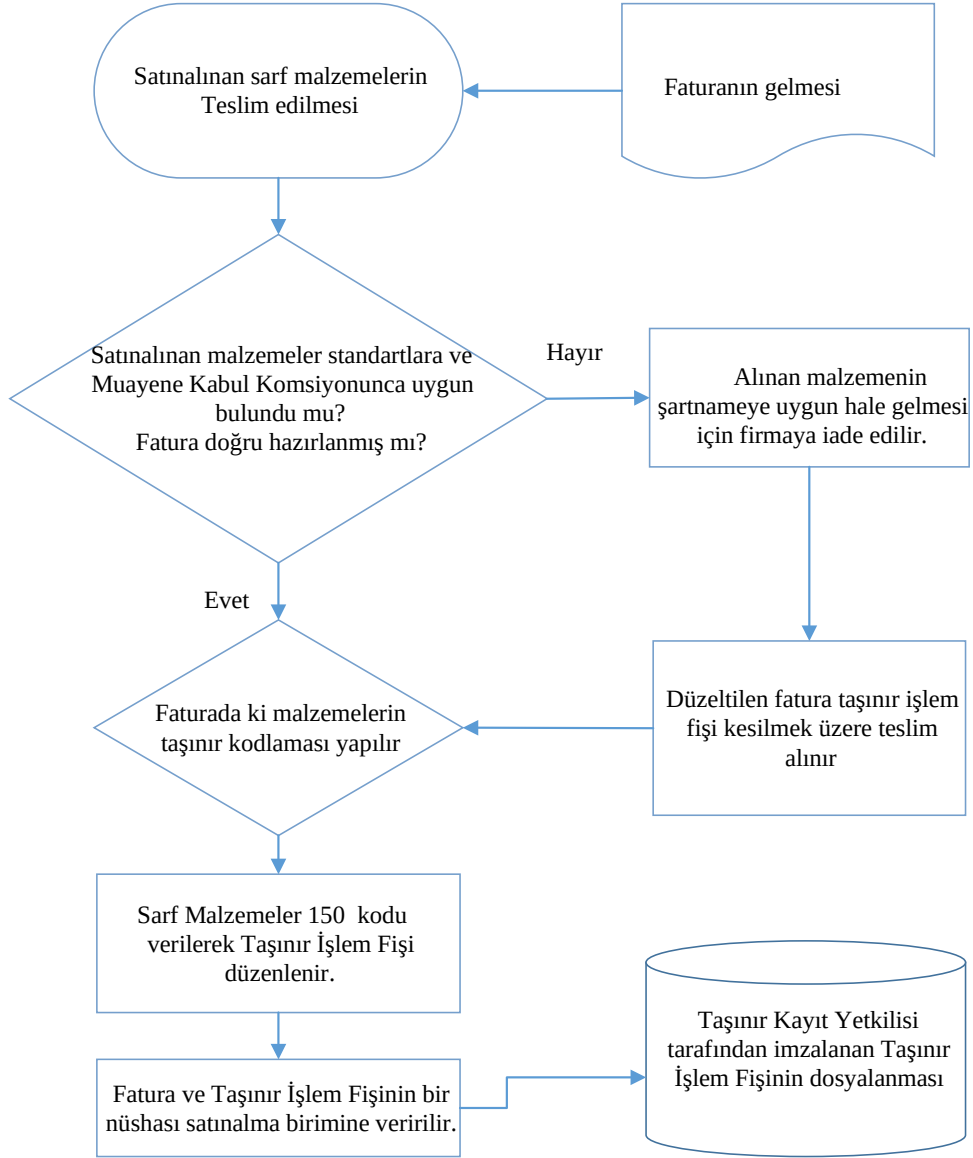 Satınalınan sarf malzemelerin
Teslim edilmesi
Faturanın gelmesi
Satınalınan malzemeler standartlara ve
Muayene Kabul Komsiyonunca uygun
bulundu mu?
Fatura doğru hazırlanmış mı?
Hayır
Alınan malzemenin
şartnameye uygun hale gelmesi
için firmaya iade edilir.
Evet
Faturada ki malzemelerin
taşınır kodlaması yapılır
Düzeltilen fatura taşınır işlem
fişi kesilmek üzere teslim
alınır
Sarf Malzemeler 150 kodu
verilerek Taşınır İşlem Fişi
düzenlenir.
Taşınır Kayıt Yetkilisi
tarafından imzalanan Taşınır
İşlem Fişinin dosyalanması
Fatura ve Taşınır İşlem Fişinin bir
nüshası satınalma birimine veririlir.